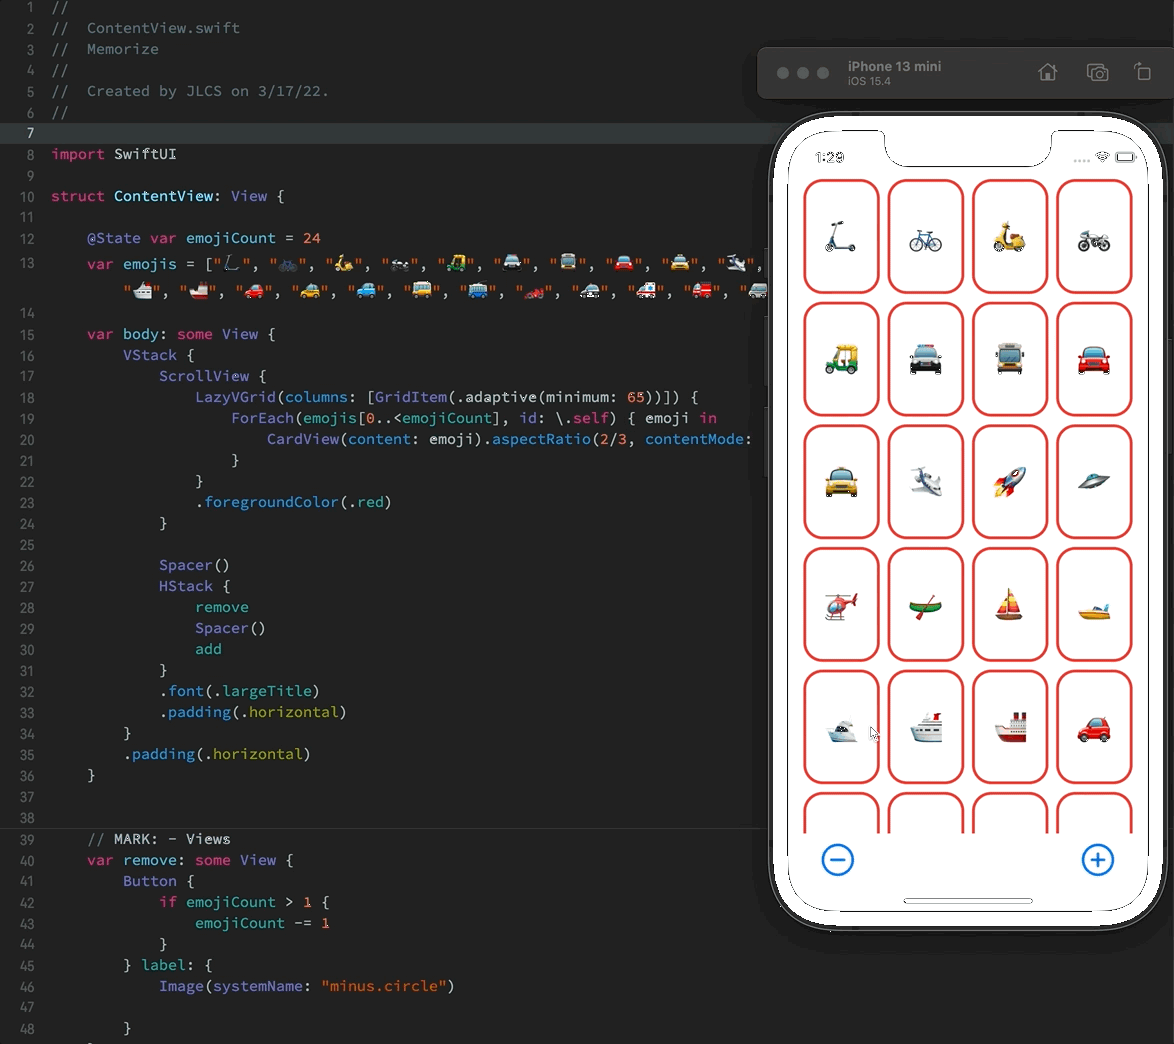 1 //
2 //  ContentView.swift
3 //  Memorize
4 //
5 //  Created by JLCS on 3/17/22.
6 //
7
8 import SwiftUI
9
10 struct ContentView: View {
11
12     @State var emojiCount = 24
13     var emojis = ["🛴", "🚲", "🛵", "🏍", "🛺", "🚔", "🚍", "🚘", "🚖", "🛩",
        "🛳", "🚢", "🚗", "🚕", "🚙", "🚌", "🚎", "🏎", "🚓", "🚑", "🚒", "
14
15     var body: some View {
16         VStack {
17             ScrollView {
18                 LazyVGrid(columns: [GridItem(.adaptive(minimum: 65))]) {
19                     ForEach(emojis[0..<emojiCount], id: \.self) { emoji in
20                         CardView(content: emoji).aspectRatio(2/3, contentMode:
21                     }
22                 }
23                 .foregroundColor(.red)
24             }
25
26             Spacer()
27             HStack {
28                 remove
29                 Spacer()
30                 add
31             }
32             .font(.largeTitle)
33             .padding(.horizontal)
34         }
35         .padding(.horizontal)
36     }
37
38
39     // MARK: - Views
40     var remove: some View {
41         Button {
42             if emojiCount > 1 {
43                 emojiCount -= 1
44             }
45         } label: {
46             Image(systemName: "minus.circle")
47
48         }
iPhone 13 mini
iOS 15.4
1:29